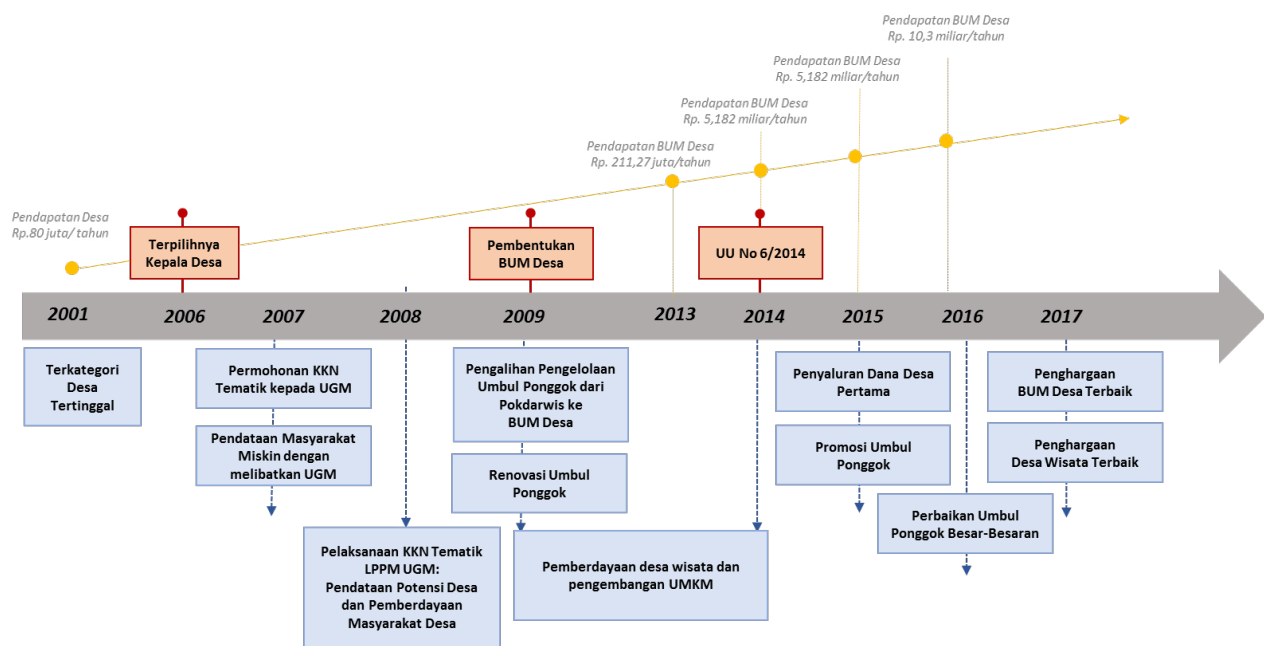 Pendapatan BUM Desa
Rp. 10,3 miliar/tahun
Pendapatan BUM Desa
Rp. 5,182 miliar/tahun
Pendapatan BUM Desa
Rp. 5,182 miliar/tahun
Pendapatan BUM Desa
Rp. 211,27 juta/tahun
Pendapatan Desa
Rp.80 juta/ tahun
Terpilihnya
Kepala Desa
Pembentukan
BUM Desa
UU No 6/2014
2001
2006
2007
2008
2009
2013
2014
2015
2016
2017
Terkategori
Desa
Tertinggal
Permohonan KKN
Tematik kepada UGM
Pendataan Masyarakat
Miskin dengan
melibatkan UGM
Pelaksanaan KKN Tematik
LPPM UGM:
Pendataan Potensi Desa
dan Pemberdayaan
Masyarakat Desa
Pengalihan Pengelolaan
Umbul Ponggok dari
Pokdarwis ke
BUM Desa
Renovasi Umbul
Ponggok
Pemberdayaan desa wisata dan
pengembangan UMKM
Penyaluran Dana Desa
Pertama
Promosi Umbul
Ponggok
Perbaikan Umbul
Ponggok Besar-Besaran
Penghargaan
BUM Desa Terbaik
Penghargaan
Desa Wisata Terbaik